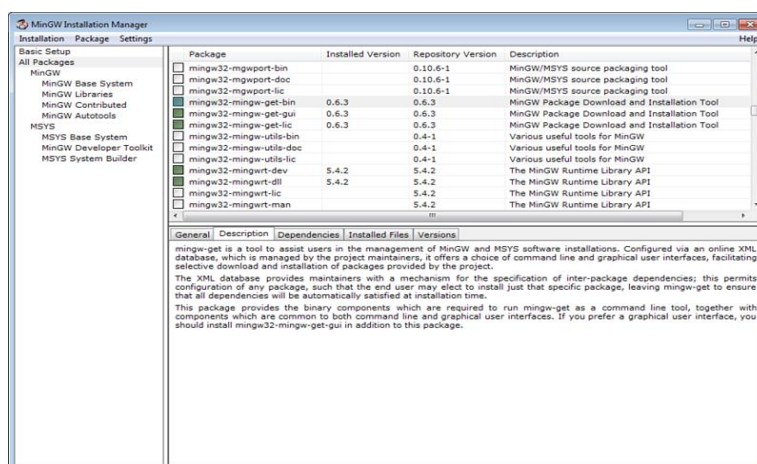 MinGW Installation Manager
Installation Package Settings Help
Basic Setup
All Packages
MinGW
MinGW Base System
MinGW Libraries
MinGW Contributed
MinGW Autotools
MSYS
MSYS Base System
MinGW Developer Toolkit
MSYS System Builder
Package Installed Version Repository Version Description
mingw32-mgwport-bin 0.10.6-1 MinGW/MSYS source packaging tool
mingw32-mgwport-doc 0.10.6-1 MinGW/MSYS source packaging tool
mingw32-mgwport-lic 0.10.6-1 MinGW/MSYS source packaging tool
mingw32-mingw-get-bin 0.6.3 0.6.3 MinGW Package Download and Installation Tool
mingw32-mingw-get-gui 0.6.3 0.6.3 MinGW Package Download and Installation Tool
mingw32-mingw-get-lic 0.6.3 0.6.3 MinGW Package Download and Installation Tool
mingw32-mingw-utils-bin 0.4-1 Various useful tools for MinGW
mingw32-mingw-utils-doc 0.4-1 Various useful tools for MinGW
mingw32-mingw-utils-lic 0.4-1 Various useful tools for MinGW
mingw32-mingwrt-dev 5.4.2 5.4.2 The MinGW Runtime Library API
mingw32-mingwrt-dll 5.4.2 5.4.2 The MinGW Runtime Library API
mingw32-mingwrt-lic 5.4.2 The MinGW Runtime Library API
mingw32-mingwrt-man 5.4.2 The MinGW Runtime Library API
General Description Dependencies Installed Files Versions
mingw-get is a tool to assist users in the management of MinGW and MSYS software installations. Configured via an online XML
database, which is managed by the project maintainers, it offers a choice of command line and graphical user interfaces, facilitating
selective download and installation of packages provided by the project.
The XML database provides maintainers with a mechanism for the specification of inter-package dependencies; this permits
configuration of any package, such that the end user may elect to install just that specific package, leaving mingw-get to ensure
that all dependencies will be automatically satisfied at installation time.
This package provides the binary components which are required to run mingw-get as a command line tool, together with
components which are common to both command line and graphical user interfaces. If you prefer a graphical user interface, you
should install mingw32-mingw-get-gui in addition to this package.